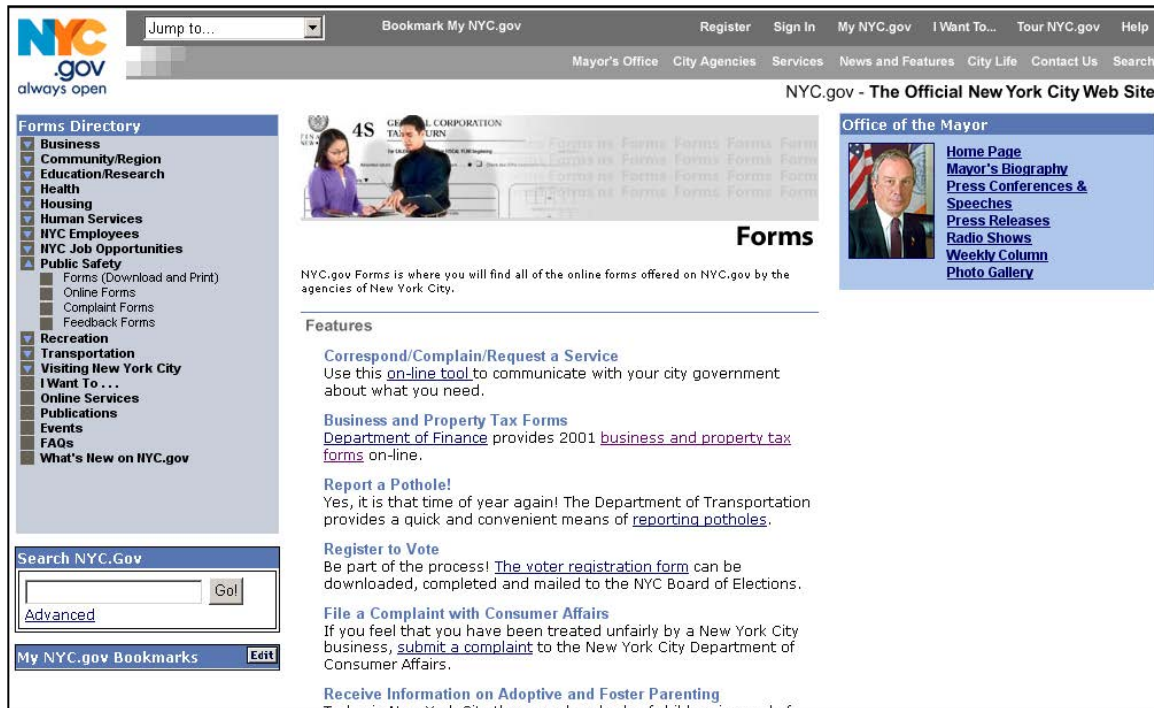 NYC
.gov
always open
Jump to...
Bookmark My NYC.gov
Register Sign In My NYC.gov I Want To... Tour NYC.gov Help
Mayor's Office City Agencies Services News and Features City Life Contact Us Search
NYC.gov - The Official New York City Web Site
Forms Directory
Business
Community/Region
Education/Research
Health
Housing
Human Services
NYC Employees
NYC Job Opportunities
Public Safety
Forms (Download and Print)
Online Forms
Complaint Forms
Feedback Forms
Recreation
Transportation
Visiting New York City
I Want To . . .
Online Services
Publications
Events
FAQs
What's New on NYC.gov
Search NYC.Gov
Go!
Advanced
My NYC.gov Bookmarks Edit
4S
CORPORATION
Forms Forms Forms Forms
Forms
NYC.gov Forms is where you will find all of the online forms offered on NYC.gov by the
agencies of New York City.
Features
Correspond/Complain/Request a Service
Use this on-line tool to communicate with your city government
about what you need.
Business and Property Tax Forms
Department of Finance provides 2001 business and property tax
forms on-line.
Report a Pothole!
Yes, it is that time of year again! The Department of Transportation
provides a quick and convenient means of reporting potholes.
Register to Vote
Be part of the process! The voter registration form can be
downloaded, completed and mailed to the NYC Board of Elections.
File a Complaint with Consumer Affairs
If you feel that you have been treated unfairly by a New York City
business, submit a complaint to the New York City Department of
Consumer Affairs.
Receive Information on Adoptive and Foster Parenting
Office of the Mayor
Home Page
Mayor's Biography
Press Conferences &
Speeches
Press Releases
Radio Shows
Weekly Column
Photo Gallery